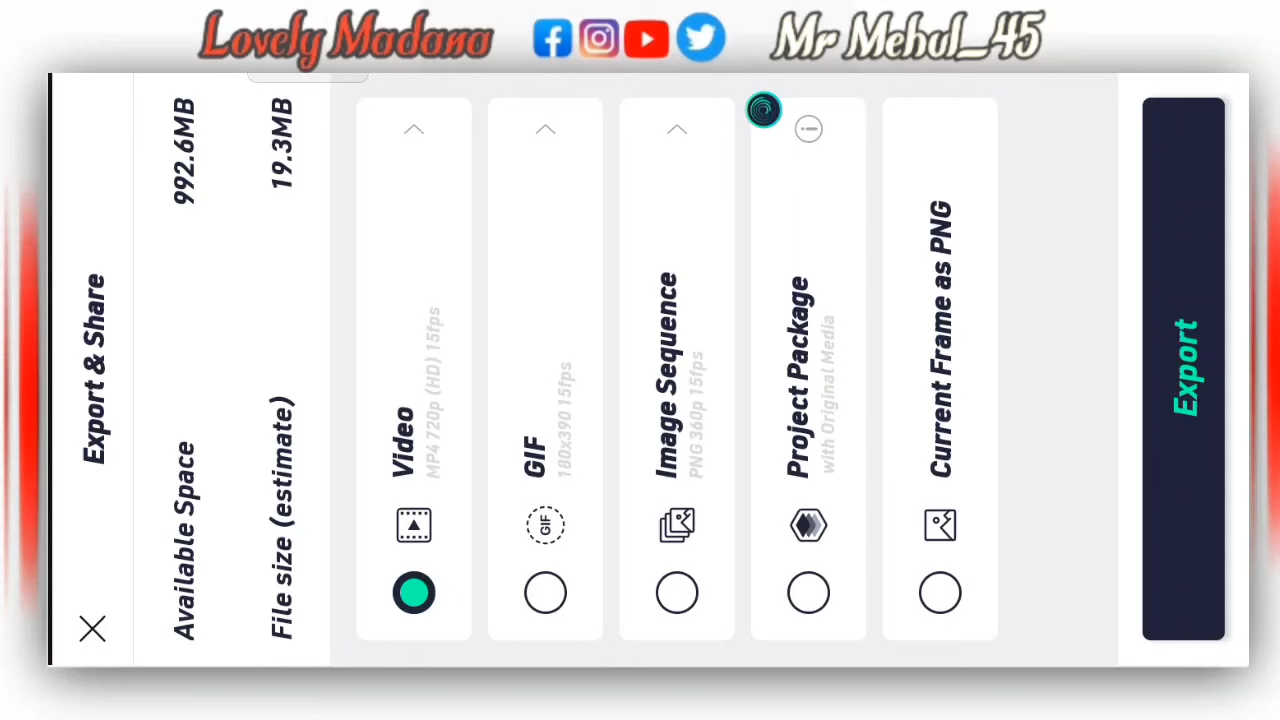 Lovely Madana
Mr Mehul_45
Export & Share
Available Space 992.6MB
File size (estimate) 19.3MB
Video
MP4 720p (HD) 15fps
GIF
GIF
180x390 15fps
Image Sequence
PNG 360p 15fps
Project Package
with Original Media
Current Frame as PNG
Export